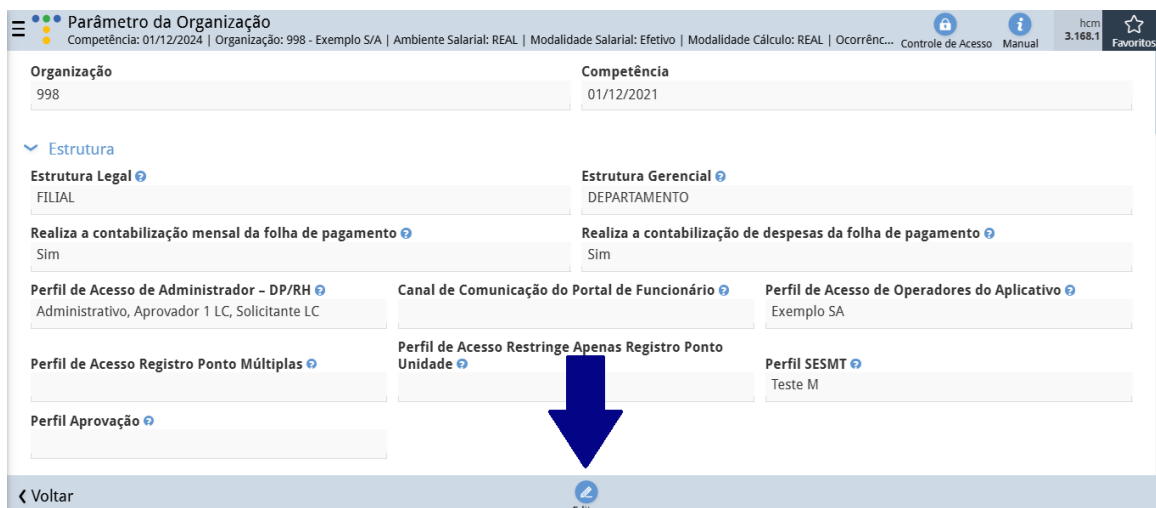 Parâmetro da Organização
Competência: 01/12/2024 | Organização: 998 - Exemplo S/A | Ambiente Salarial: REAL | Modalidade Salarial: Efetivo | Modalidade Cálculo: REAL | Ocorrênc...
Controle de Acesso
Manual
hcm
3.168.1
Favoritos
Organização
Competência
998
01/12/2021
Estrutura
Estrutura Legal
Estrutura Gerencial
FILIAL
DEPARTAMENTO
Realiza a contabilização mensal da folha de pagamento
Realiza a contabilização de despesas da folha de pagamento
Sim
Sim
Perfil de Acesso de Administrador – DP/RH
Canal de Comunicação do Portal de Funcionário
Perfil de Acesso de Operadores do Aplicativo
Administrativo, Aprovador 1 LC, Solicitante LC
Exemplo SA
Perfil de Acesso Registro Ponto Múltiplas
Perfil de Acesso Restringe Apenas Registro Ponto
Unidade
Perfil SESMT
Teste M
Perfil Aprovação
Voltar